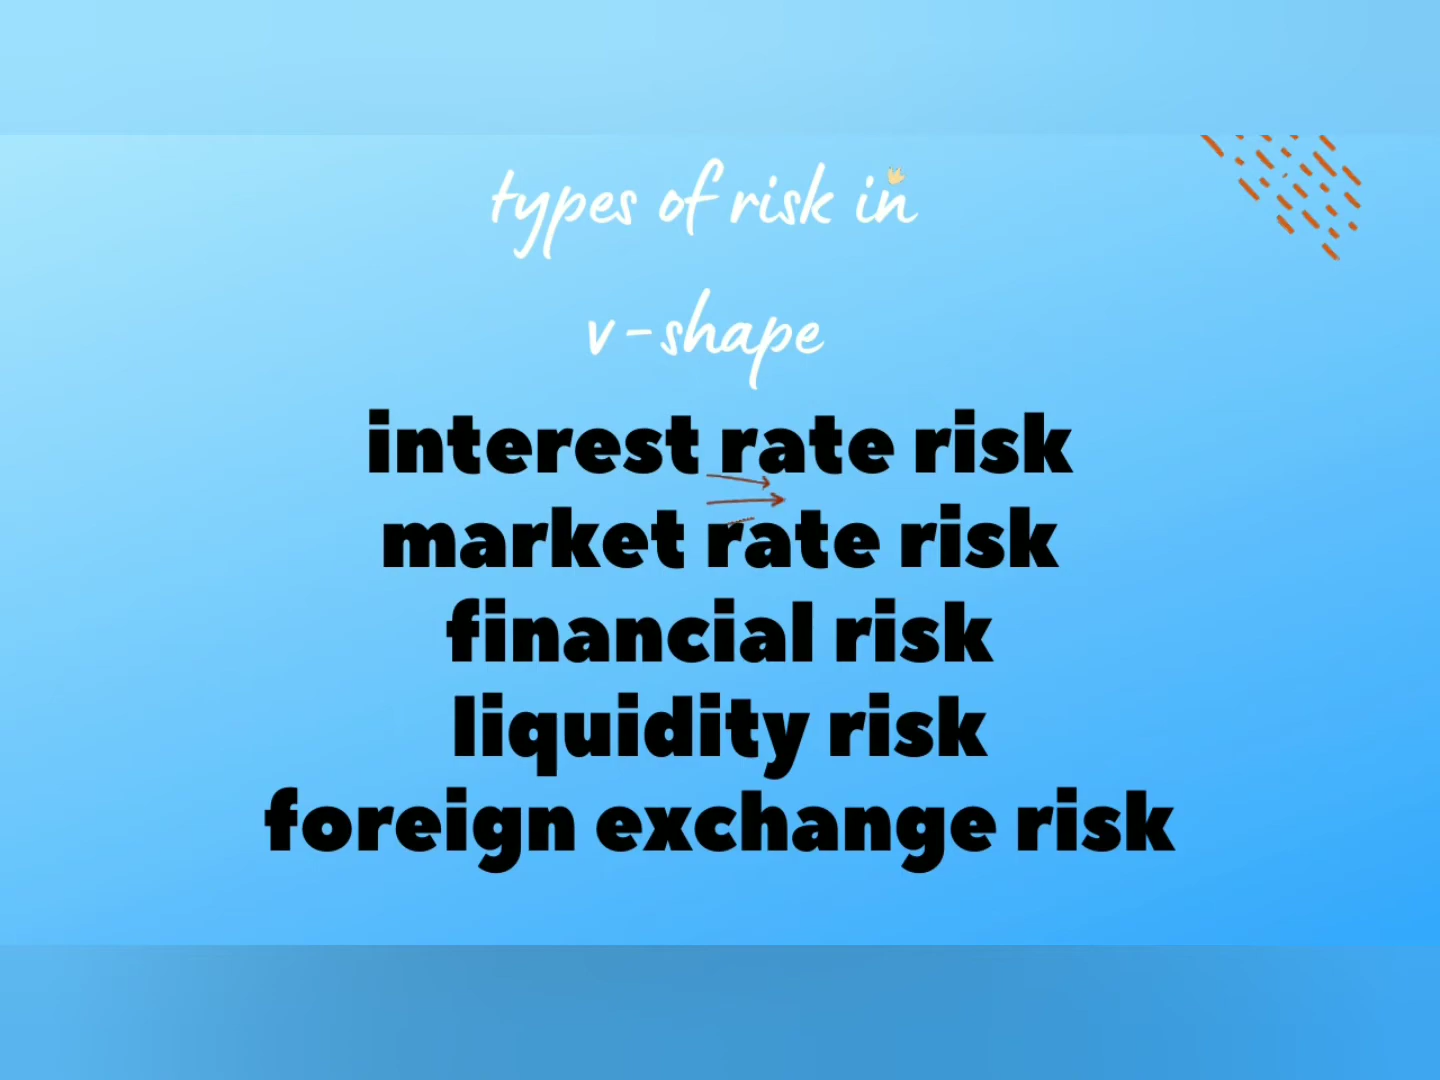 types of risk in
v-shape
interest rate risk
market rate risk
financial risk
liquidity risk
foreign exchange risk